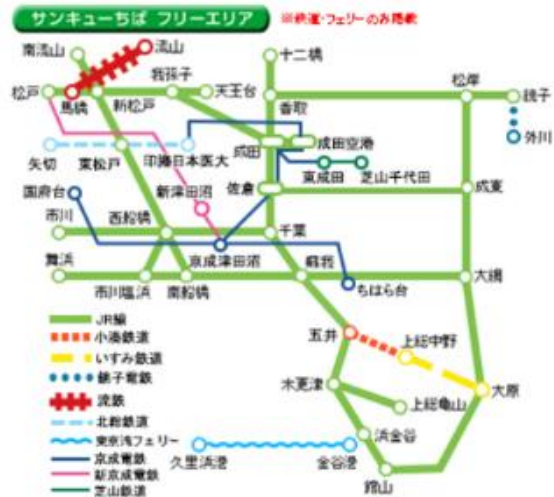 サンキューちば フリーエリア
※鉄道・フェリーのみ掲載
南流山
流山
我孫子
十二橋
松戸
馬橋
新松戸
天王台
香取
松岸
銚子
外川
矢切
東松戸
印旛日本医大
成田
成田空港
東成田
芝山千代田
国府台
新津田沼
佐倉
成東
市川
西船橋
京成津田沼
千葉
舞浜
市川塩浜
南船橋
蘇我
ちはら台
大網
五井
上総中野
木更津
上総亀山
大原
浜金谷
久里浜港
金谷港
館山
JR線
小湊鉄道
いすみ鉄道
銚子電鉄
流鉄
北総鉄道
東京湾フェリー
京成電鉄
新京成電鉄
芝山鉄道